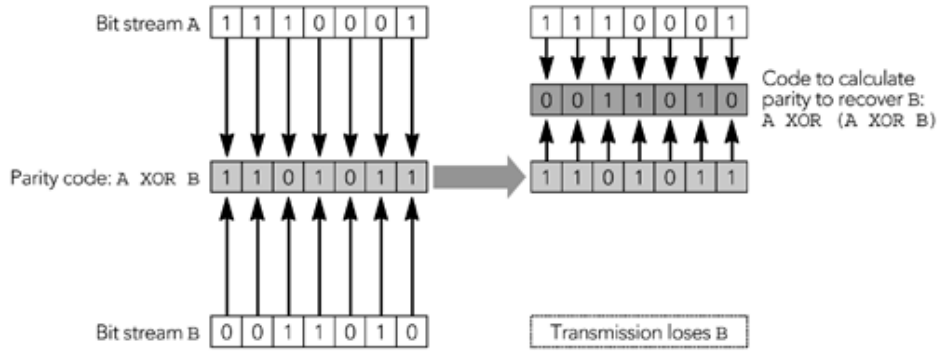 Bit stream A 1 1 1 0 0 0 1
1 1 1 0 0 0 1
0 0 1 1 0 1 0
Code to calculate
parity to recover B:
A XOR (A XOR B)
Parity code: A XOR B 1 1 0 1 0 1 1
1 1 0 1 0 1 1
Bit stream B 0 0 1 1 0 1 0
Transmission loses B